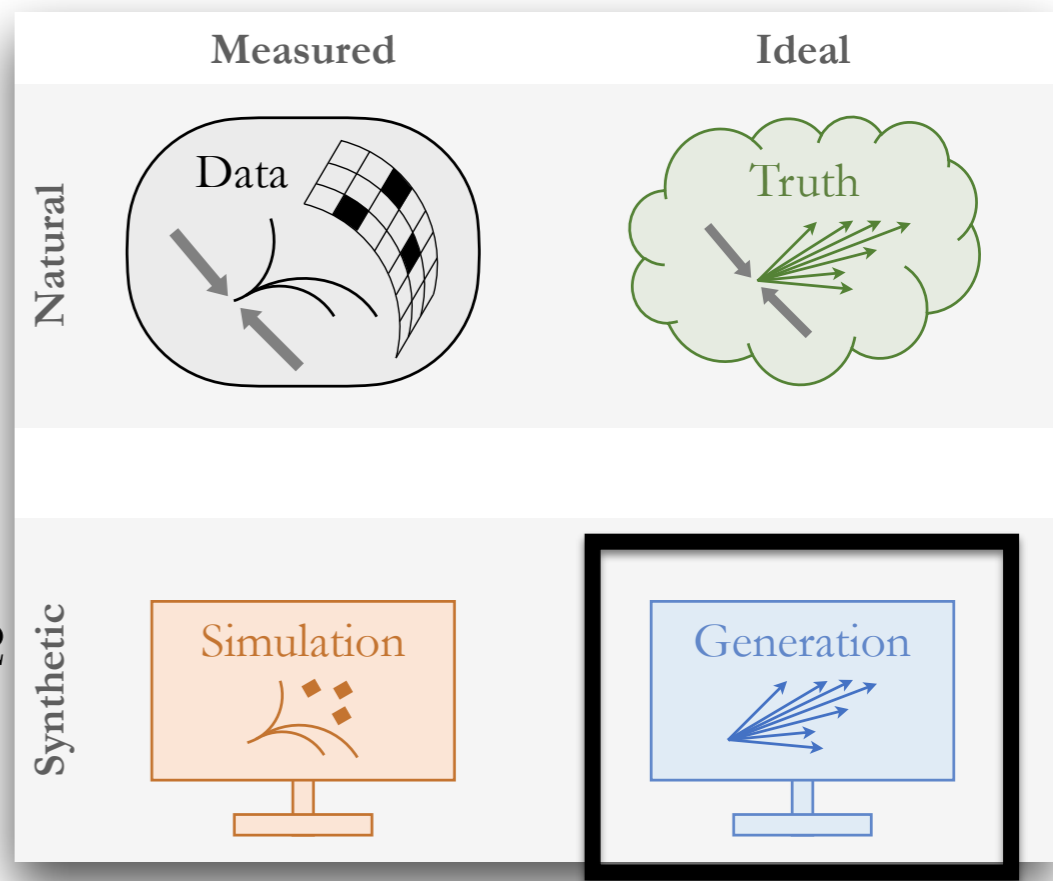 Measured Ideal
Natural
Data
Truth
Synthetic
Simulation
Generation